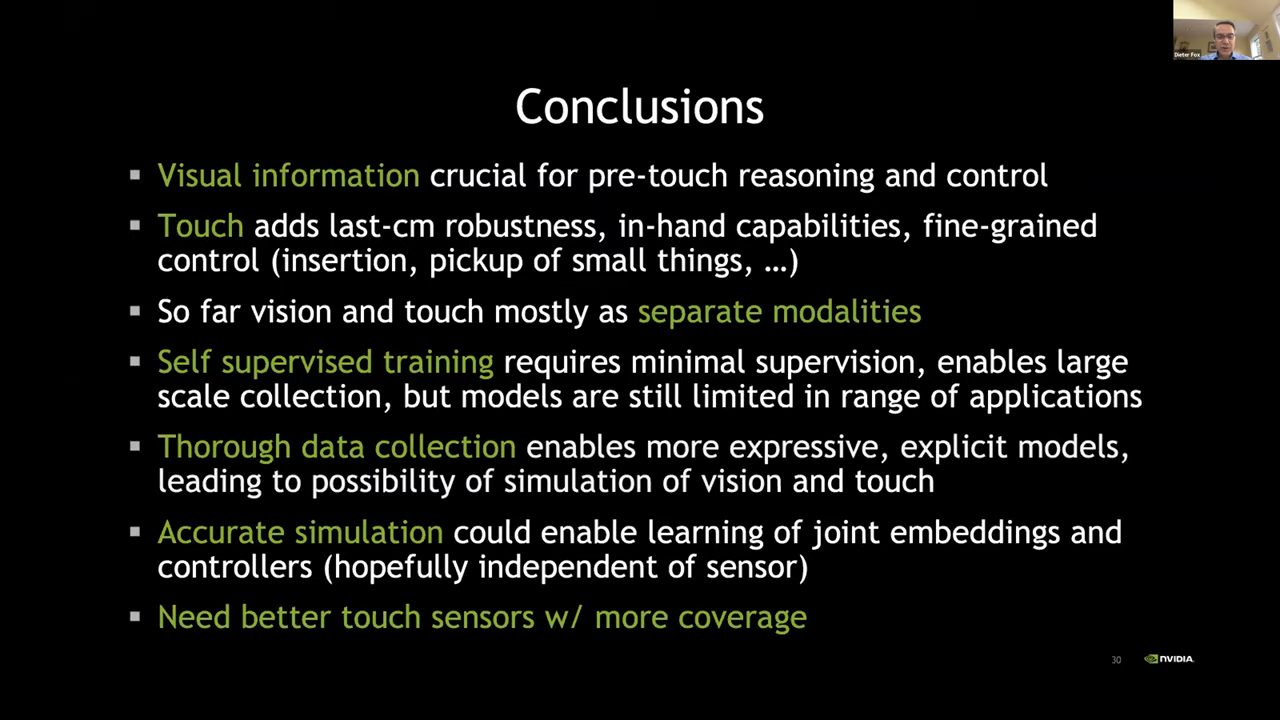 Dieter Fox
Conclusions
▪ Visual information crucial for pre-touch reasoning and control
▪ Touch adds last-cm robustness, in-hand capabilities, fine-grained
control (insertion, pickup of small things, …)
▪ So far vision and touch mostly as separate modalities
▪ Self supervised training requires minimal supervision, enables large
scale collection, but models are still limited in range of applications
▪ Thorough data collection enables more expressive, explicit models,
leading to possibility of simulation of vision and touch
▪ Accurate simulation could enable learning of joint embeddings and
controllers (hopefully independent of sensor)
▪ Need better touch sensors w/ more coverage
30
NVIDIA